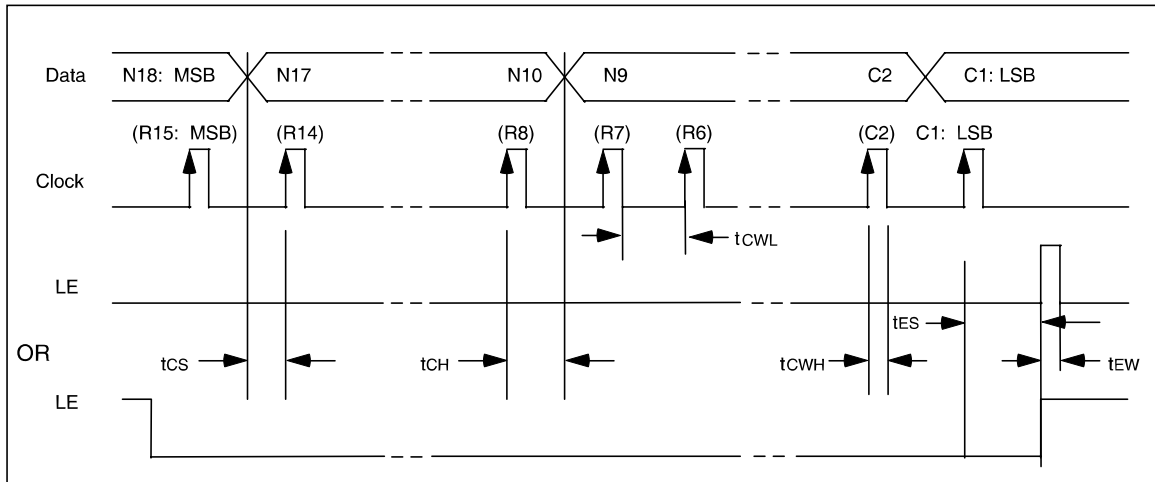 Data N18: MSB N17 N10 N9 C2 C1: LSB
(R15: MSB) (R14) (R8) (R7) (R6) (C2) C1: LSB
Clock
tCWL
LE
tES
OR
tCS tCH tCWH tEW
LE